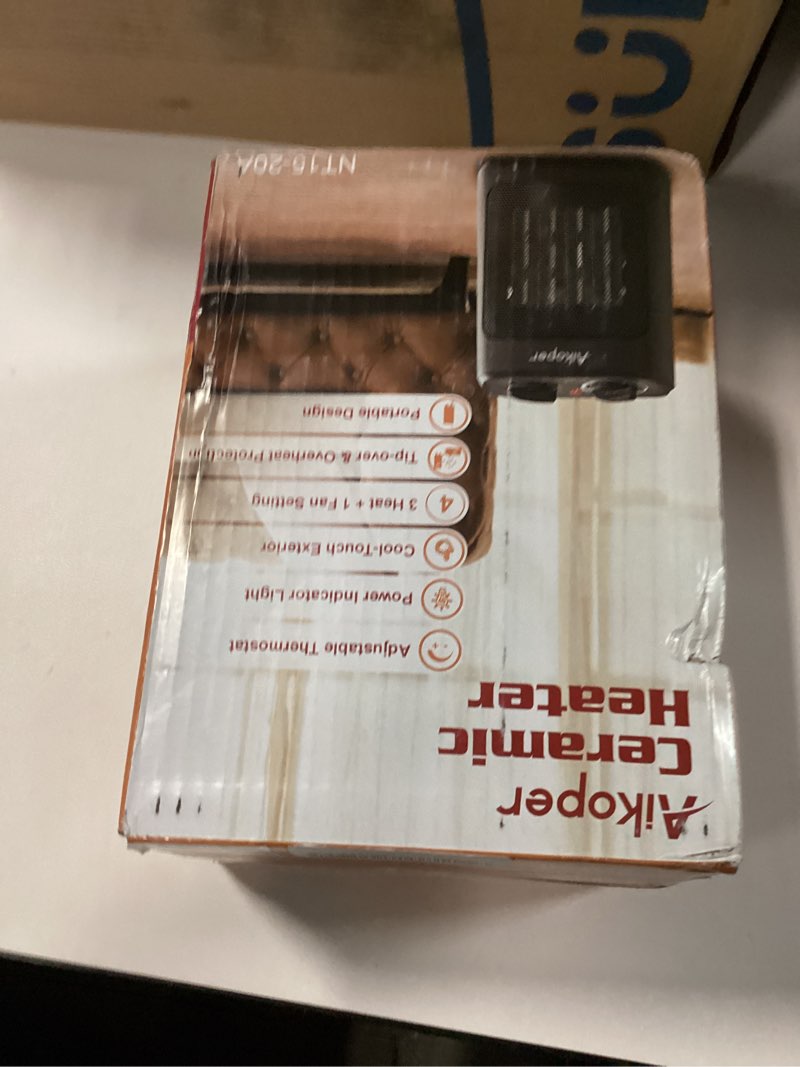 Aikoper
Ceramic
Heater
Adjustable Thermostat
Power Indicator Light
Cool-Touch Exterior
4
3 Heat + 1 Fan Setting
Tip-over & Overheat Protection
Portable Design
Aikoper
NT15-20A